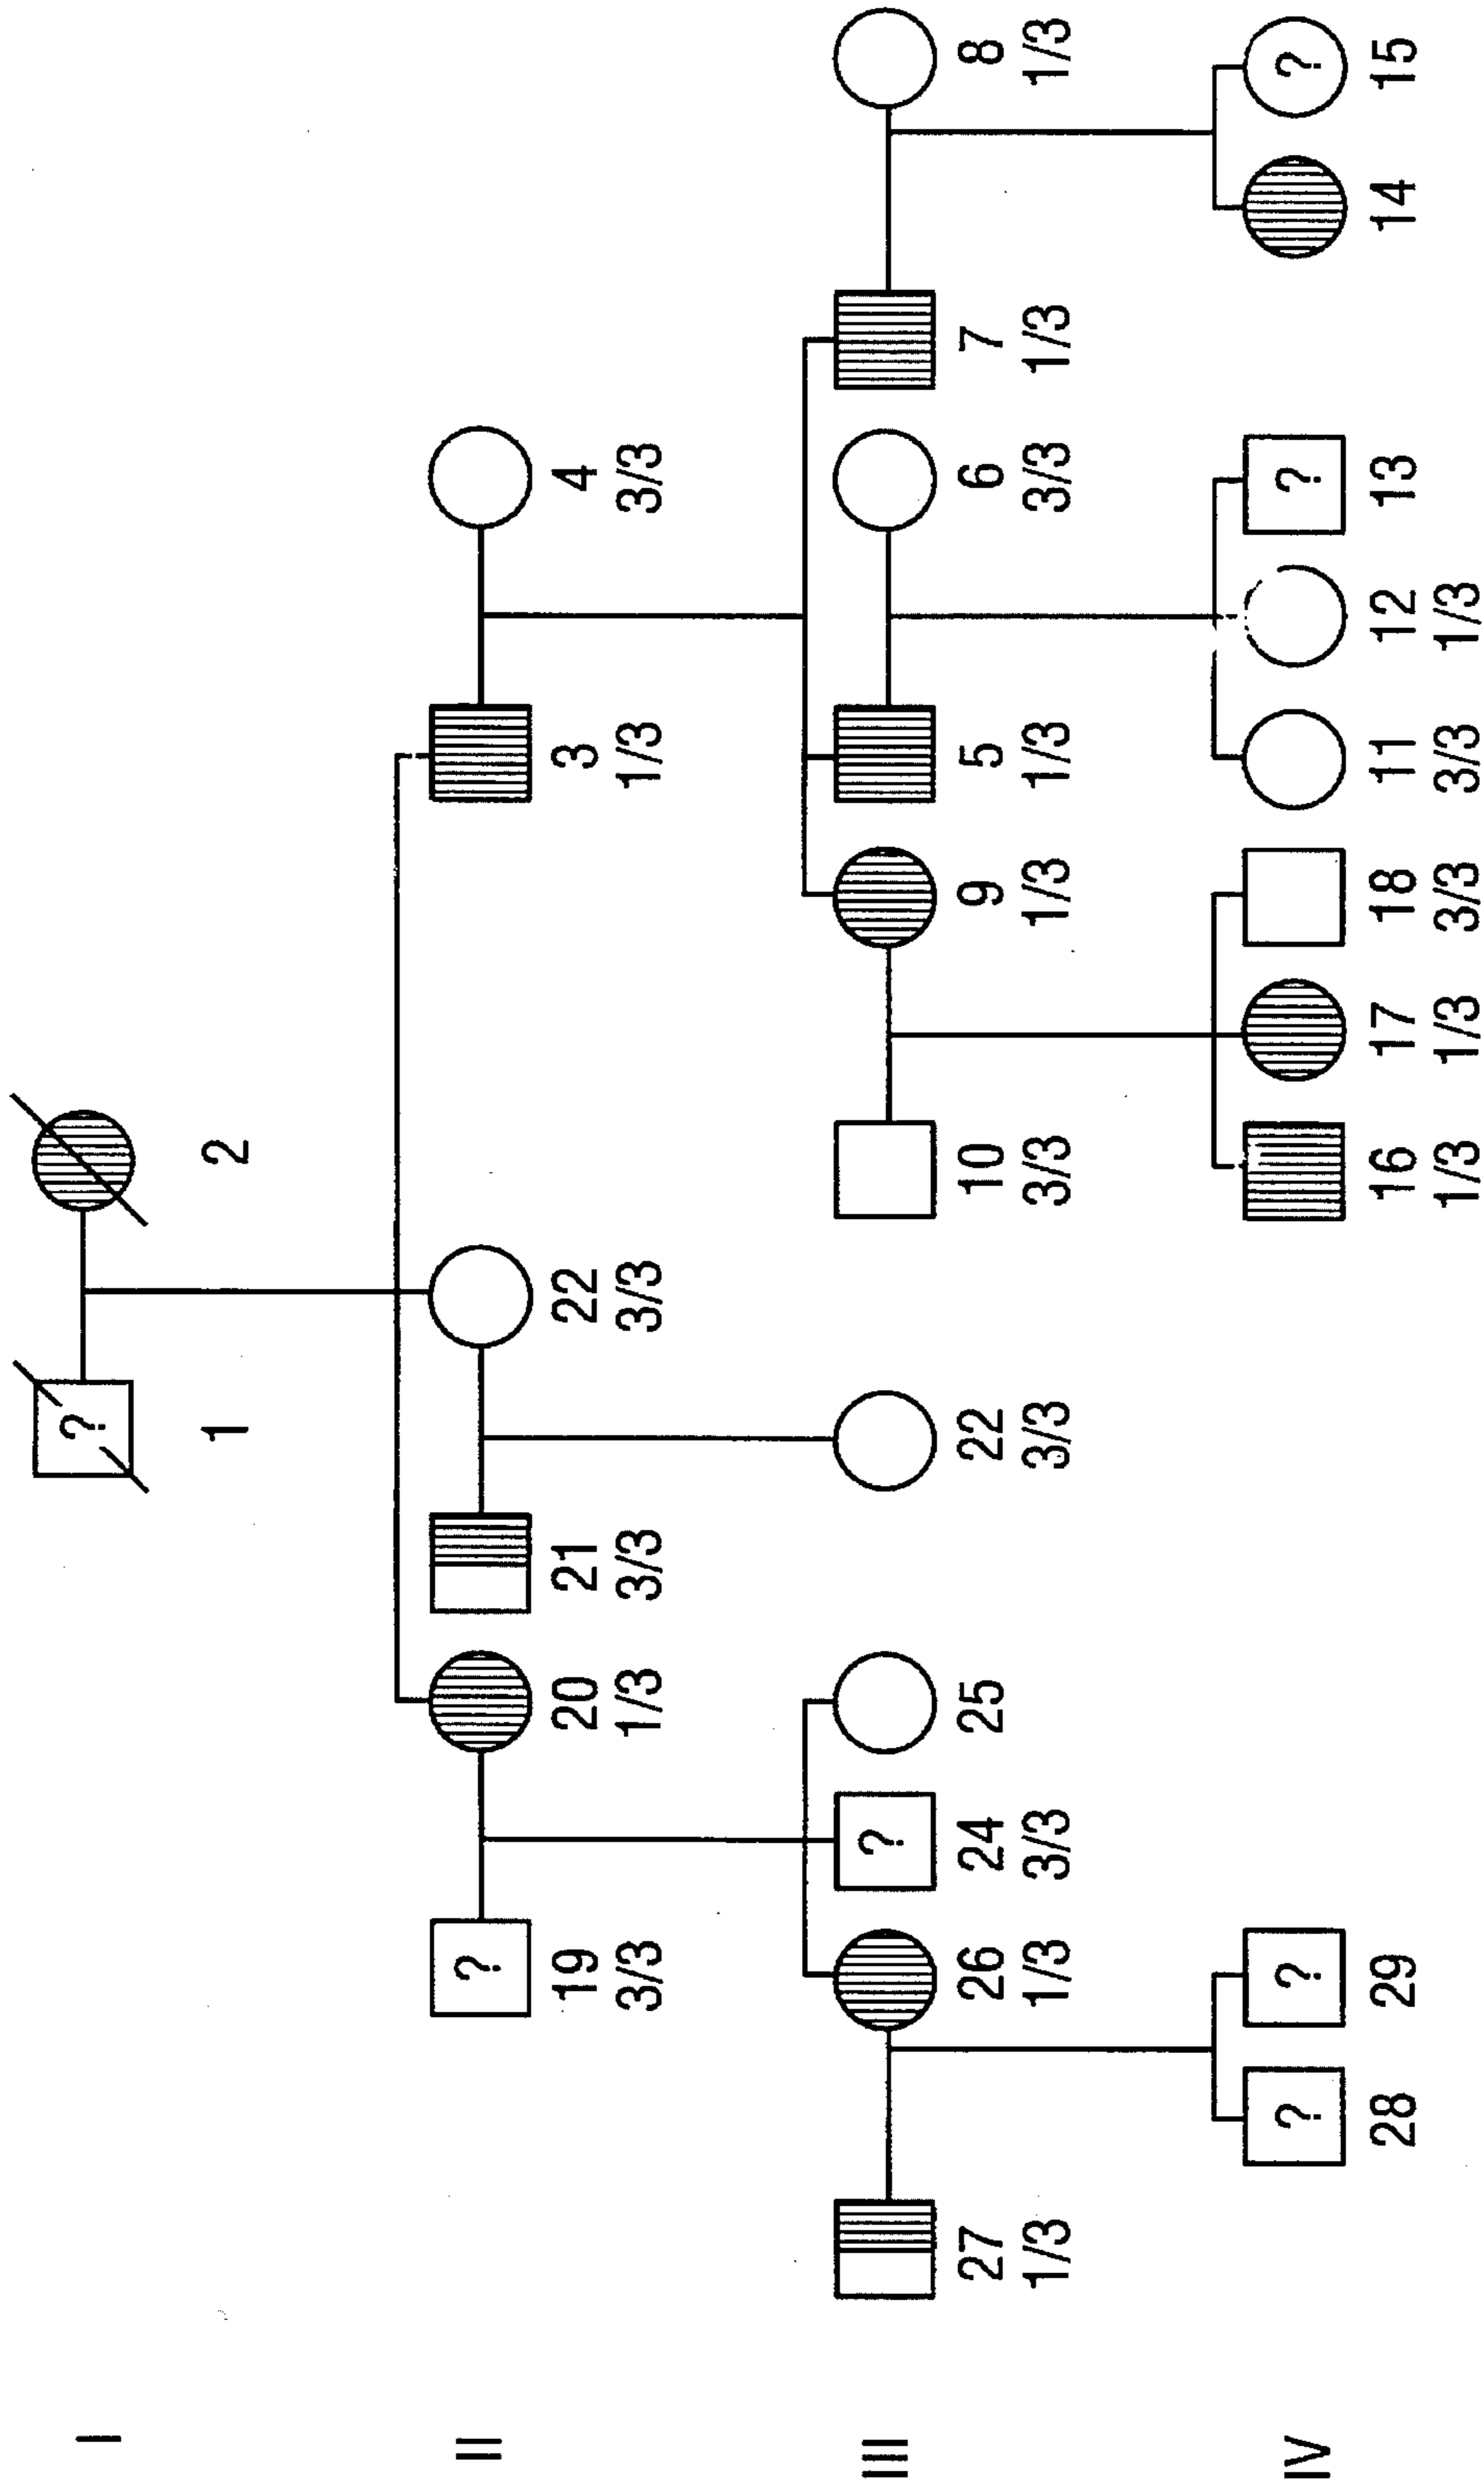 I ?
1 2
II ?
19 20 21 22 3 4
3/3 1/3 3/3 3/3 1/3 3/3
III ?
27 26 24 25 22 10 9 5 6 7 8
1/3 1/3 3/3 3/3 3/3 1/3 1/3 3/3 1/3 1/3
IV ? ? ? ?
28 29 16 17 18 11 12 13 14 15
1/3 1/3 3/3 3/3 1/3